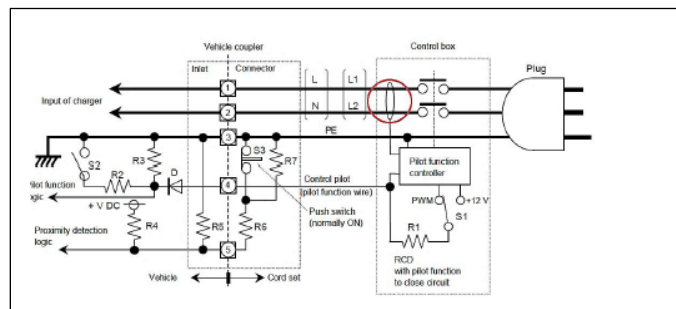 Vehicle coupler
Control box
Inlet
Connector
L
L1
Plug
1
Input of charger
N
L2
2
3
PE
S3
S2
R3
R7
Pilot function controller
R2
D
4
Control pilot
(pilot function wire)
Pilot function
logic
+ V DC
PWM
+12 V
Push switch
(normally ON)
S1
R4
R5
R6
R1
Proximity detection
logic
5
RCD
with pilot function
to close circuit
Vehicle
Cord set